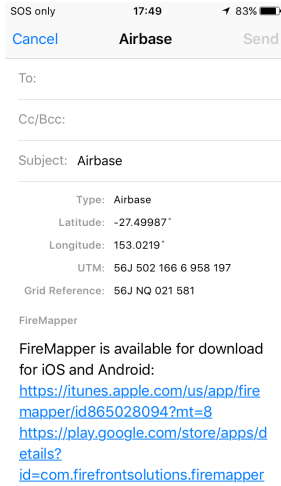 SOS only 17:49 83%
Cancel Airbase Send
To:
Cc/Bcc:
Subject: Airbase
Type: Airbase
Latitude: -27.49987°
Longitude: 153.0219°
UTM: 56J 502 166 6 958 197
Grid Reference: 56J NQ 021 581
FireMapper
FireMapper is available for download
for iOS and Android:
https://itunes.apple.com/us/app/fire
mapper/id865028094?mt=8
https://play.google.com/store/apps/d
etails?
id=com.firefrontsolutions.firemapper